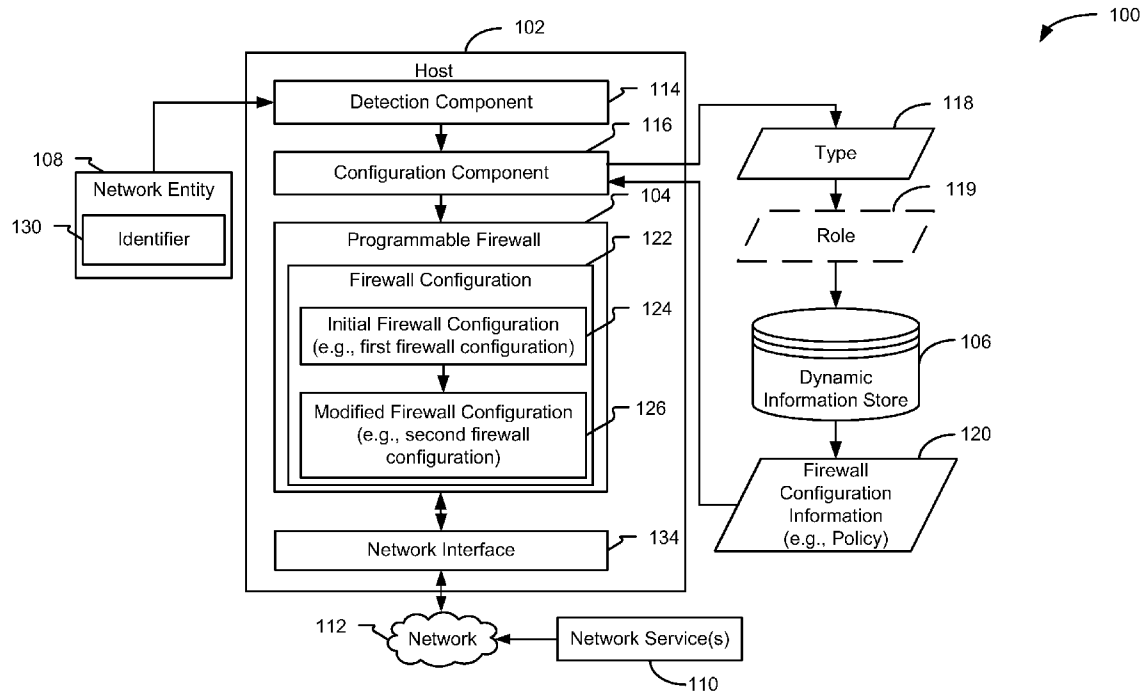 100
102
Host
Detection Component
114
116
118
Type
108
Network Entity
Configuration Component
119
130
Identifier
104
Role
Programmable Firewall
122
Firewall Configuration
124
Initial Firewall Configuration
(e.g., first firewall configuration)
106
Dynamic
Information Store
Modified Firewall Configuration
(e.g., second firewall
configuration)
126
120
Firewall
Configuration
Information
(e.g., Policy)
Network Interface
134
112
Network
Network Service(s)
110